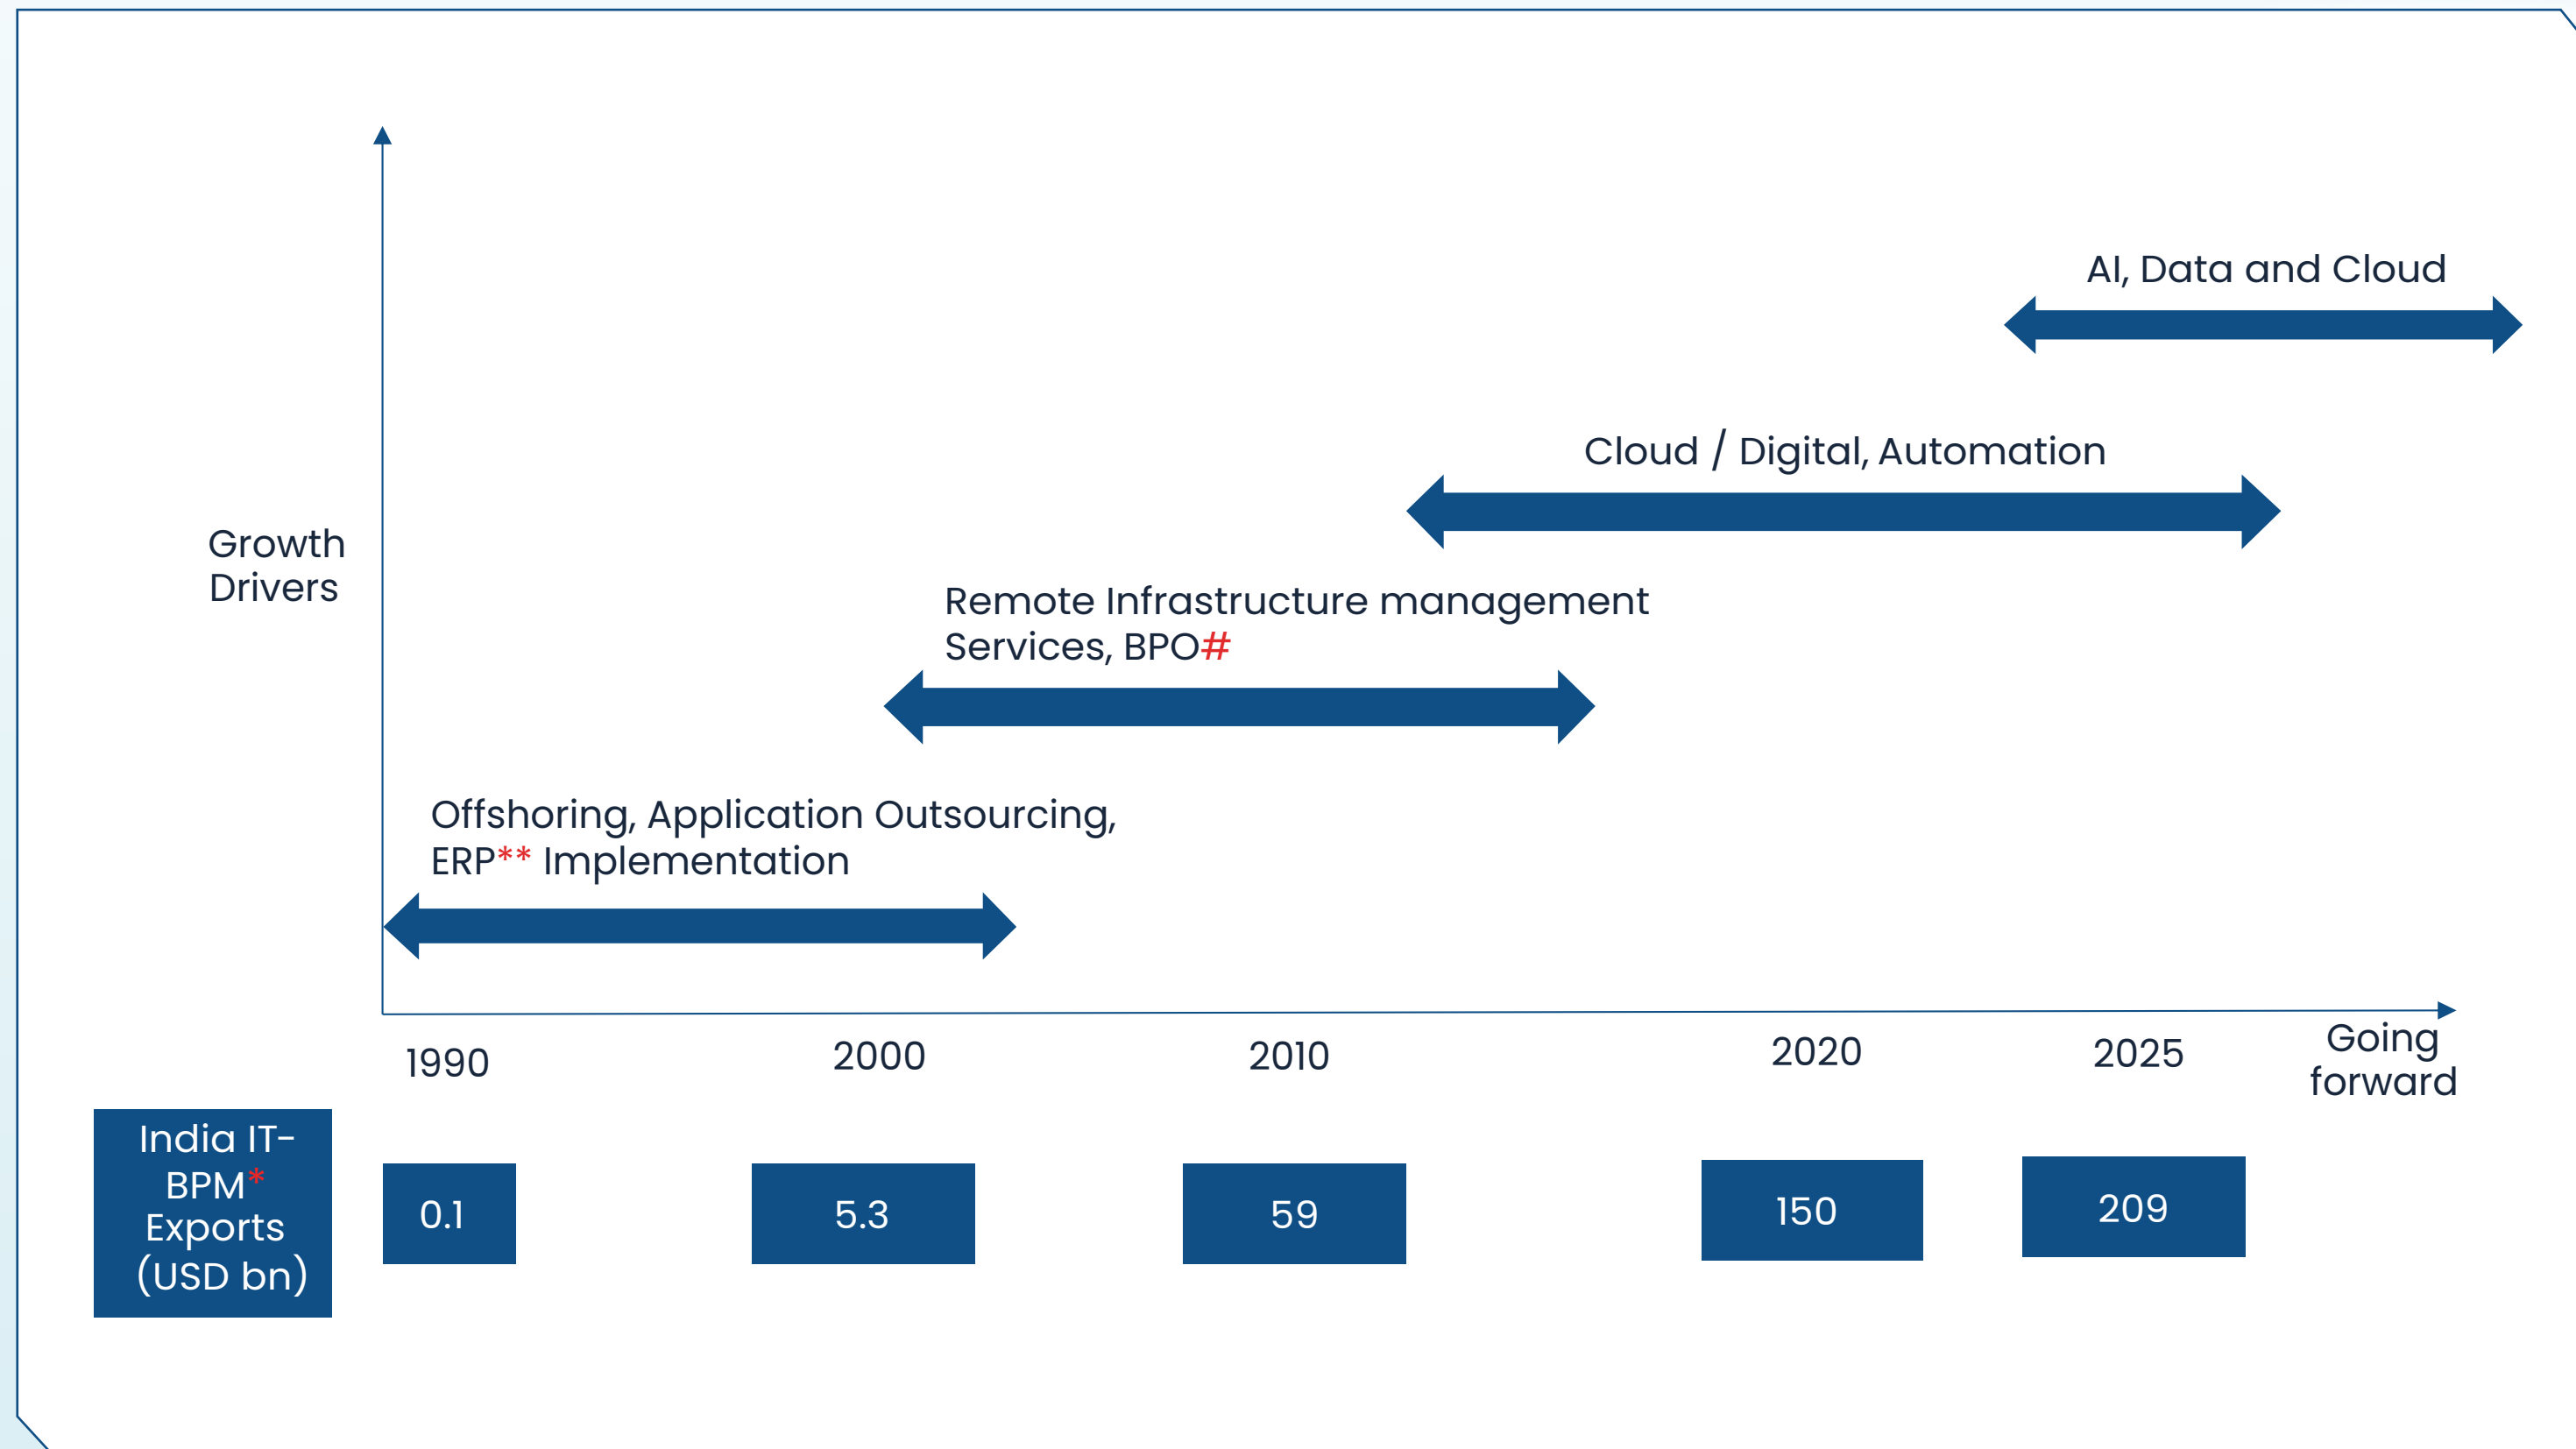 AI, Data and Cloud
Cloud / Digital, Automation
Growth
Drivers
Remote Infrastructure management
Services, BPO#
Offshoring, Application Outsourcing,
ERP** Implementation
1990
2000
2010
2020
2025
Going
forward
India IT-
BPM*
Exports
(USD bn)
0.1
5.3
59
150
209